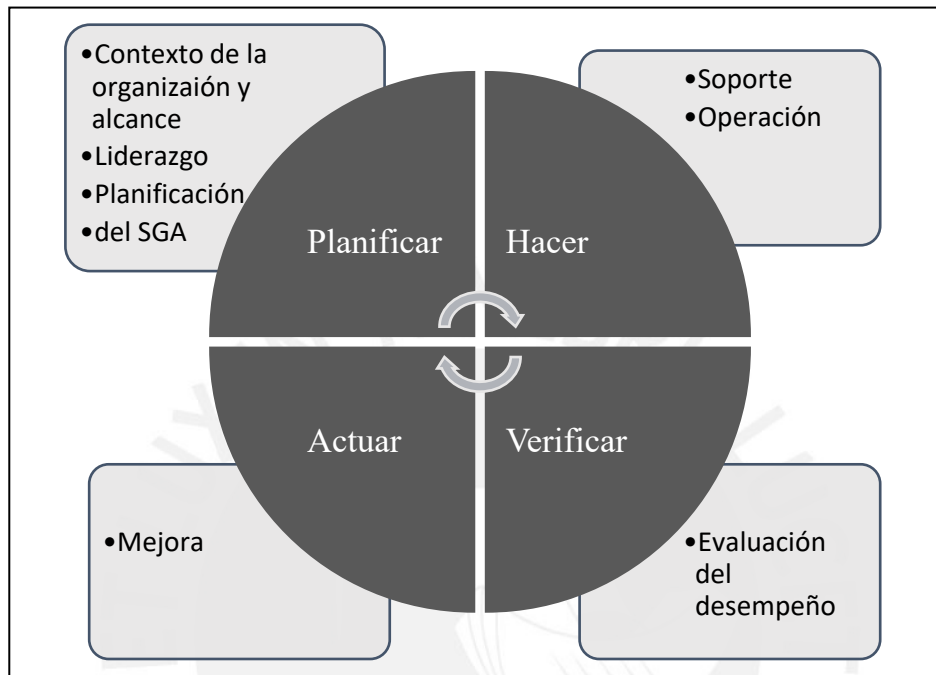 •Contexto de la
organizaión y
alcance
•Liderazgo
•Planificación
•del SGA
•Soporte
•Operación
Planificar
Hacer
Actuar
Verificar
•Mejora
•Evaluación
del
desempeño